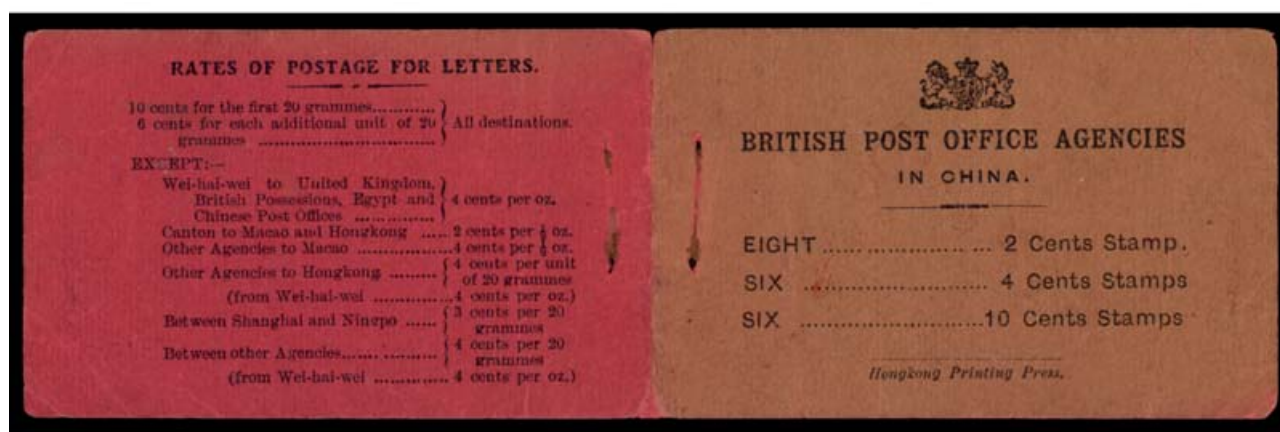 RATES OF POSTAGE FOR LETTERS.
10 cents for the first 20 grammes............
6 cents for each additional unit of 20
grammes ............................
All destinations.
EXCEPT:—
Wei-hai-wei to United Kingdom,
British Possessions, Egypt and
Chinese Post Offices ...............
4 cents per oz.
Canton to Macao and Hongkong ..... 2 cents per ½ oz.
Other Agencies to Macao ...............4 cents per ½ oz.
Other Agencies to Hongkong ......... 4 cents per unit
of 20 grammes
(from Wei-hai-wei ..............4 cents per oz.)
Between Shanghai and Ningpo ...... 3 cents per 20
grammes
Between other Agencies.................. 4 cents per 20
grammes
(from Wei-hai-wei .............. 4 cents per oz.)
BRITISH POST OFFICE AGENCIES
IN CHINA.
EIGHT............................ 2 Cents Stamp.
SIX .............................. 4 Cents Stamps
SIX ............................10 Cents Stamps
Hongkong Printing Press.